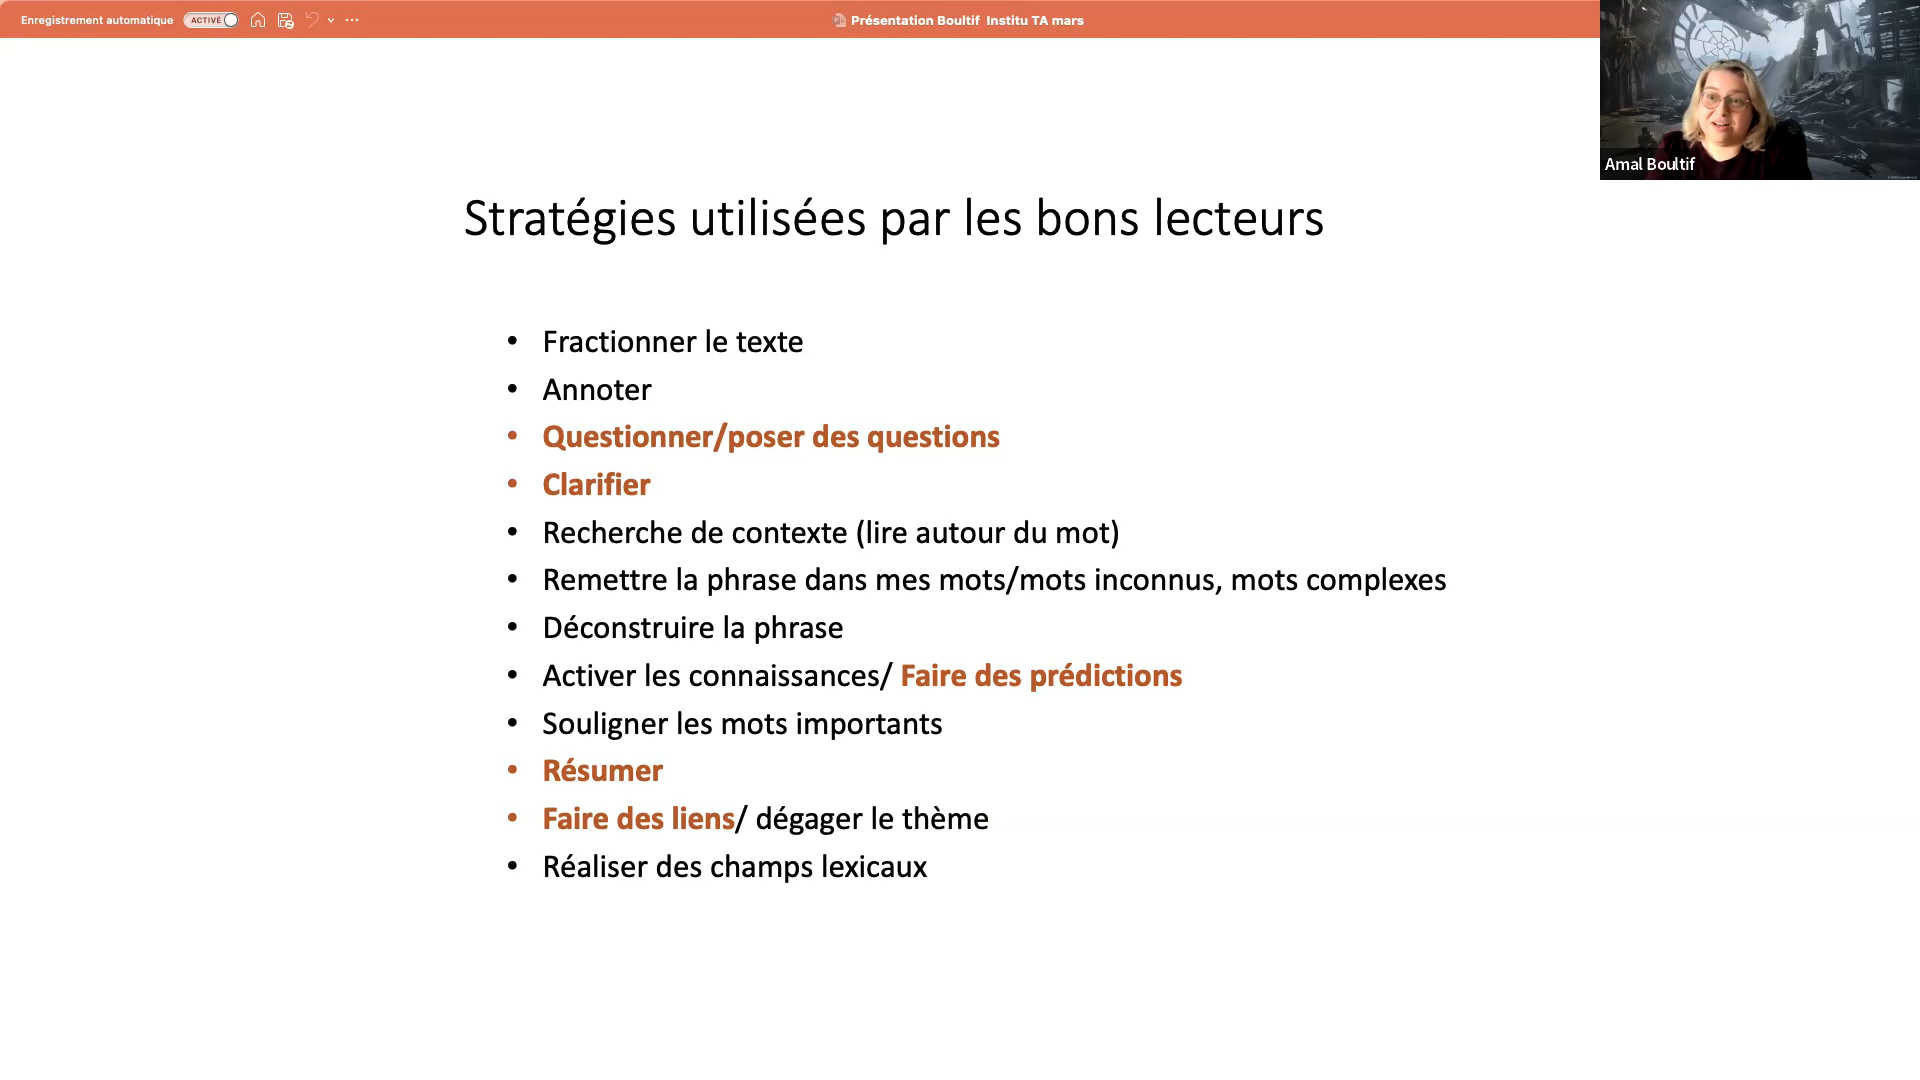 Enregistrement automatique ACTIVÉ Présentation Boultif Institu TA mars
Amal Boultif
Stratégies utilisées par les bons lecteurs
• Fractionner le texte
• Annoter
• Questionner/poser des questions
• Clarifier
• Recherche de contexte (lire autour du mot)
• Remettre la phrase dans mes mots/mots inconnus, mots complexes
• Déconstruire la phrase
• Activer les connaissances/ Faire des prédictions
• Souligner les mots importants
• Résumer
• Faire des liens/ dégager le thème
• Réaliser des champs lexicaux